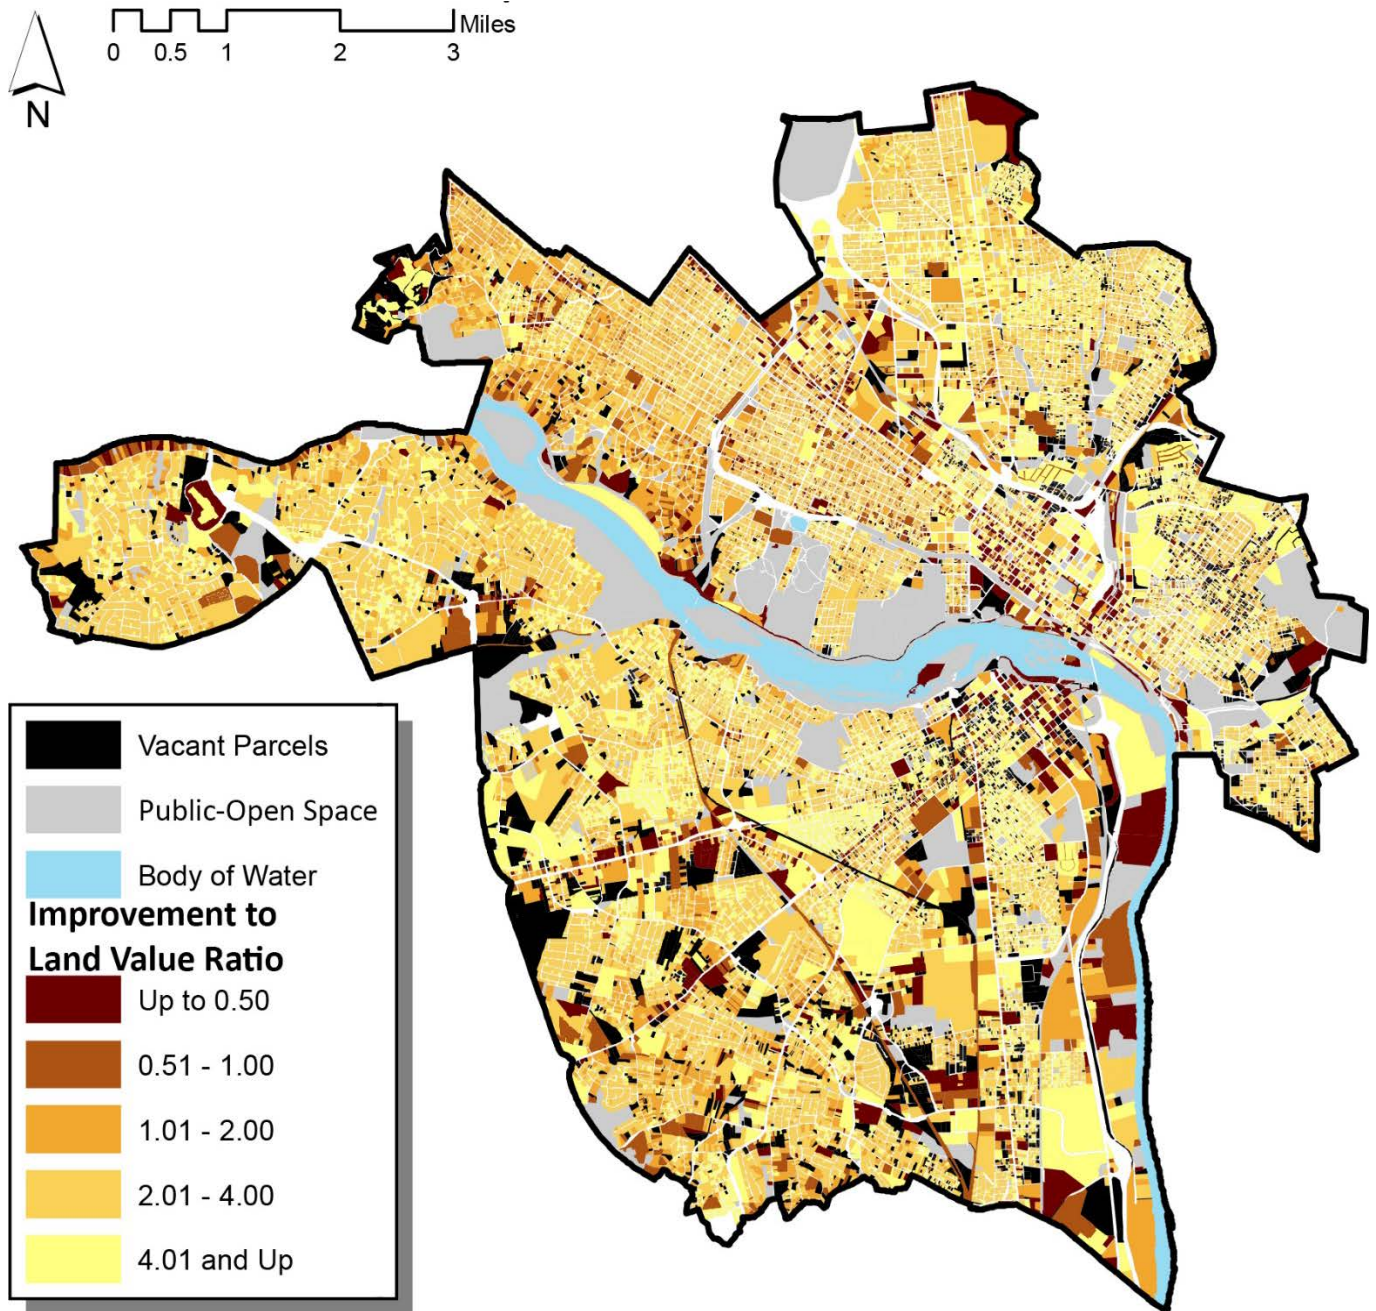 Miles
0 0.5 1 2 3
N
Vacant Parcels
Public-Open Space
Body of Water
Improvement to
Land Value Ratio
Up to 0.50
0.51 - 1.00
1.01 - 2.00
2.01 - 4.00
4.01 and Up